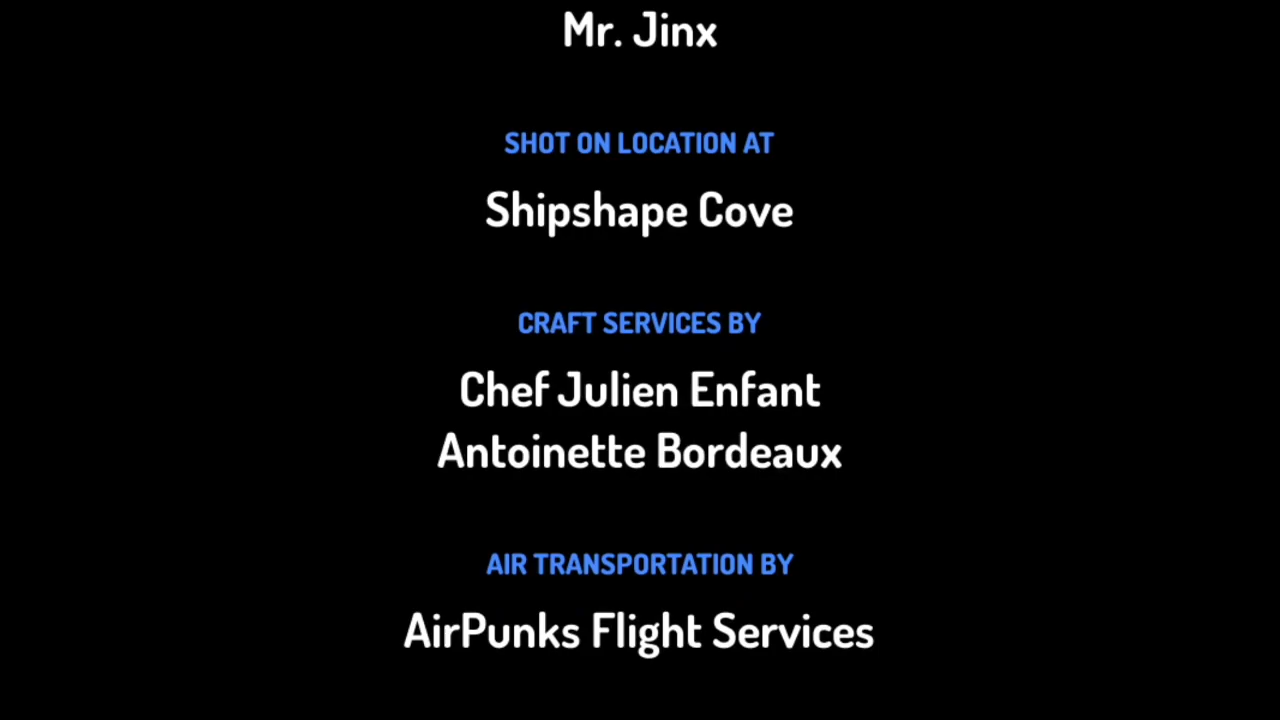 Mr. Jinx
SHOT ON LOCATION AT
Shipshape Cove
CRAFT SERVICES BY
Chef Julien Enfant
Antoinette Bordeaux
AIR TRANSPORTATION BY
AirPunks Flight Services